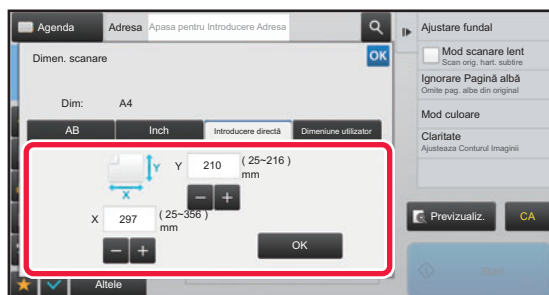 Agenda
Adresa
Apasa pentru Introducere Adresa
Dimen. scanare
OK
Dim: A4
AB
Inch
Introducere directă
Dimeniune utilizator
Y
Y 210 ( 25~216 )
mm
X
X 297 ( 25~356 )
mm
OK
Altele
Ajustare fundal
Mod scanare lent
Scan orig. hart. subtire
Ignorare Pagină albă
Omite pag. albe din original
Mod culoare
Claritate
Ajusteaza Conturul Imaginii
Previzualiz.
CA
Start